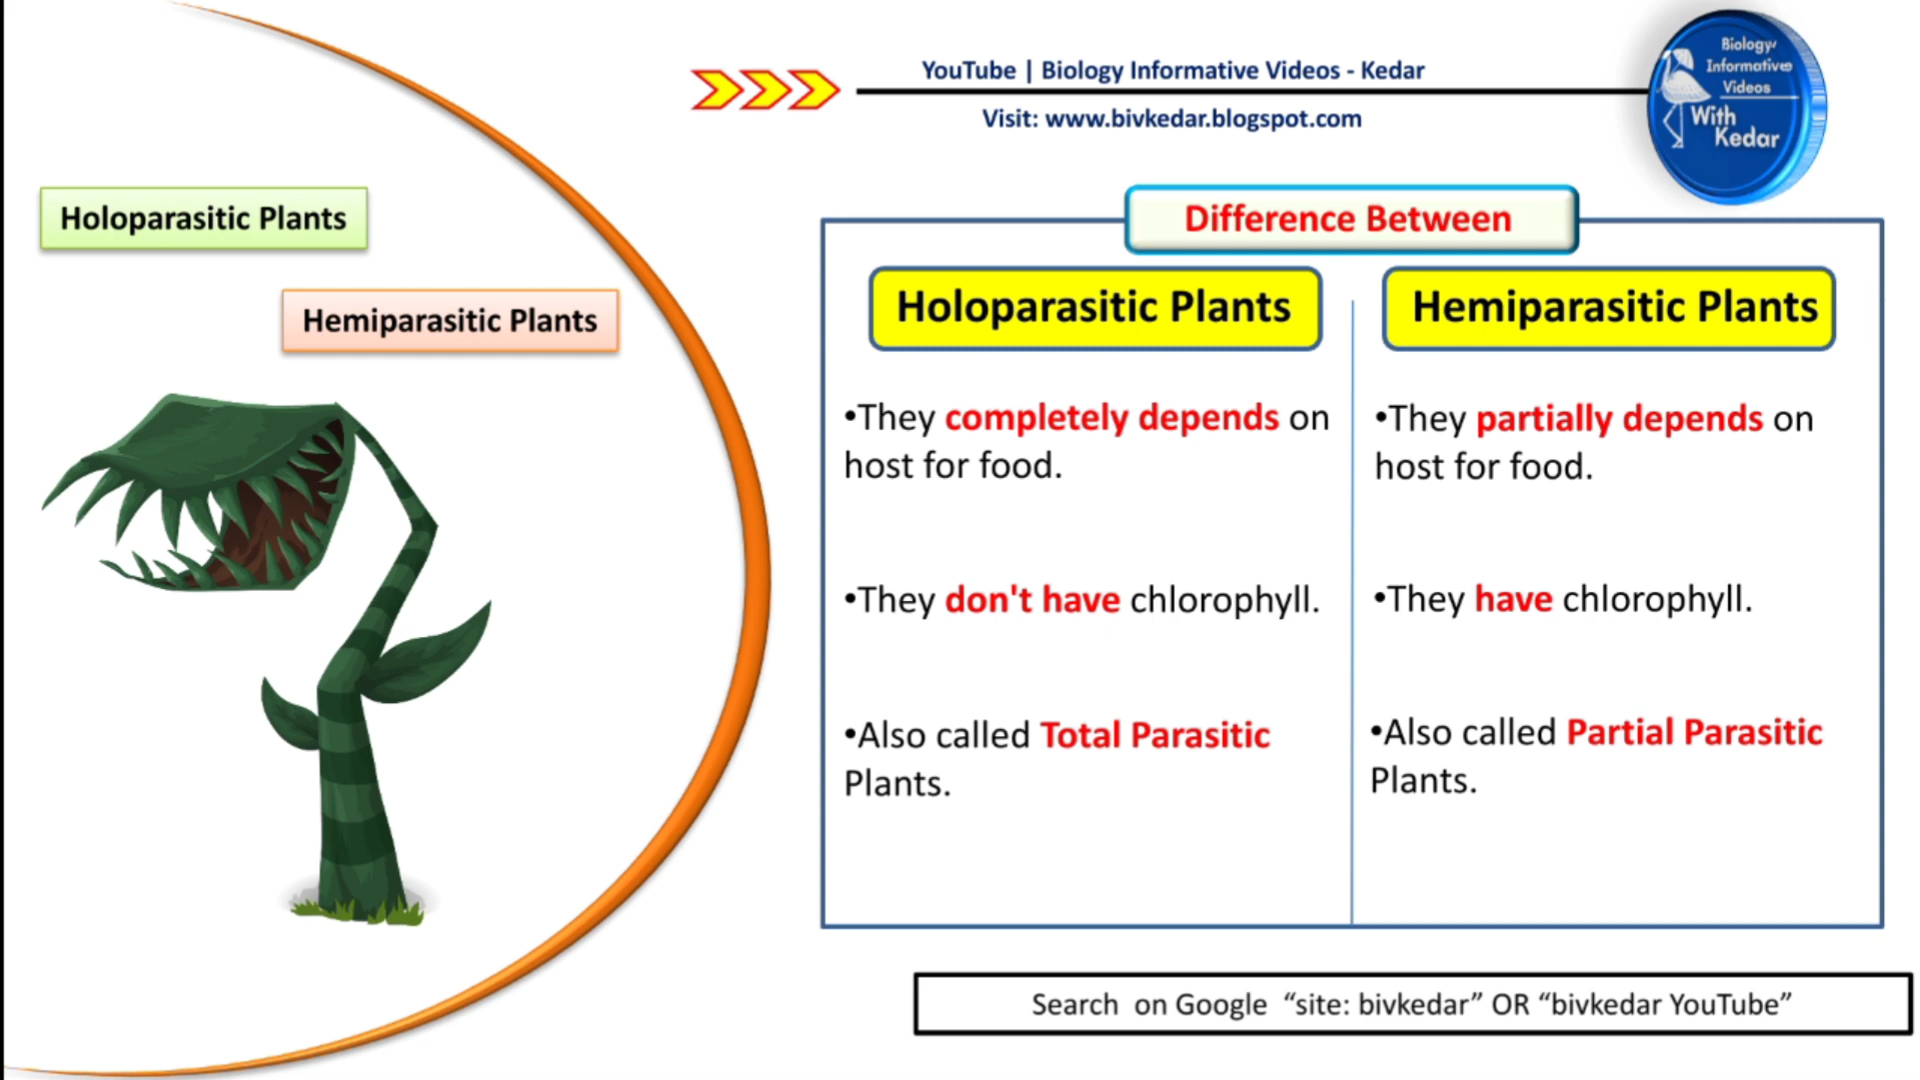 YouTube | Biology Informative Videos - Kedar
Visit: www.bivkedar.blogspot.com
Biology
Informative
Videos
With
Kedar
Holoparasitic Plants
Hemiparasitic Plants
Difference Between
Holoparasitic Plants
•They completely depends on
host for food.
•They don't have chlorophyll.
•Also called Total Parasitic
Plants.
Hemiparasitic Plants
•They partially depends on
host for food.
•They have chlorophyll.
•Also called Partial Parasitic
Plants.
Search  on Google  “site: bivkedar” OR “bivkedar YouTube”